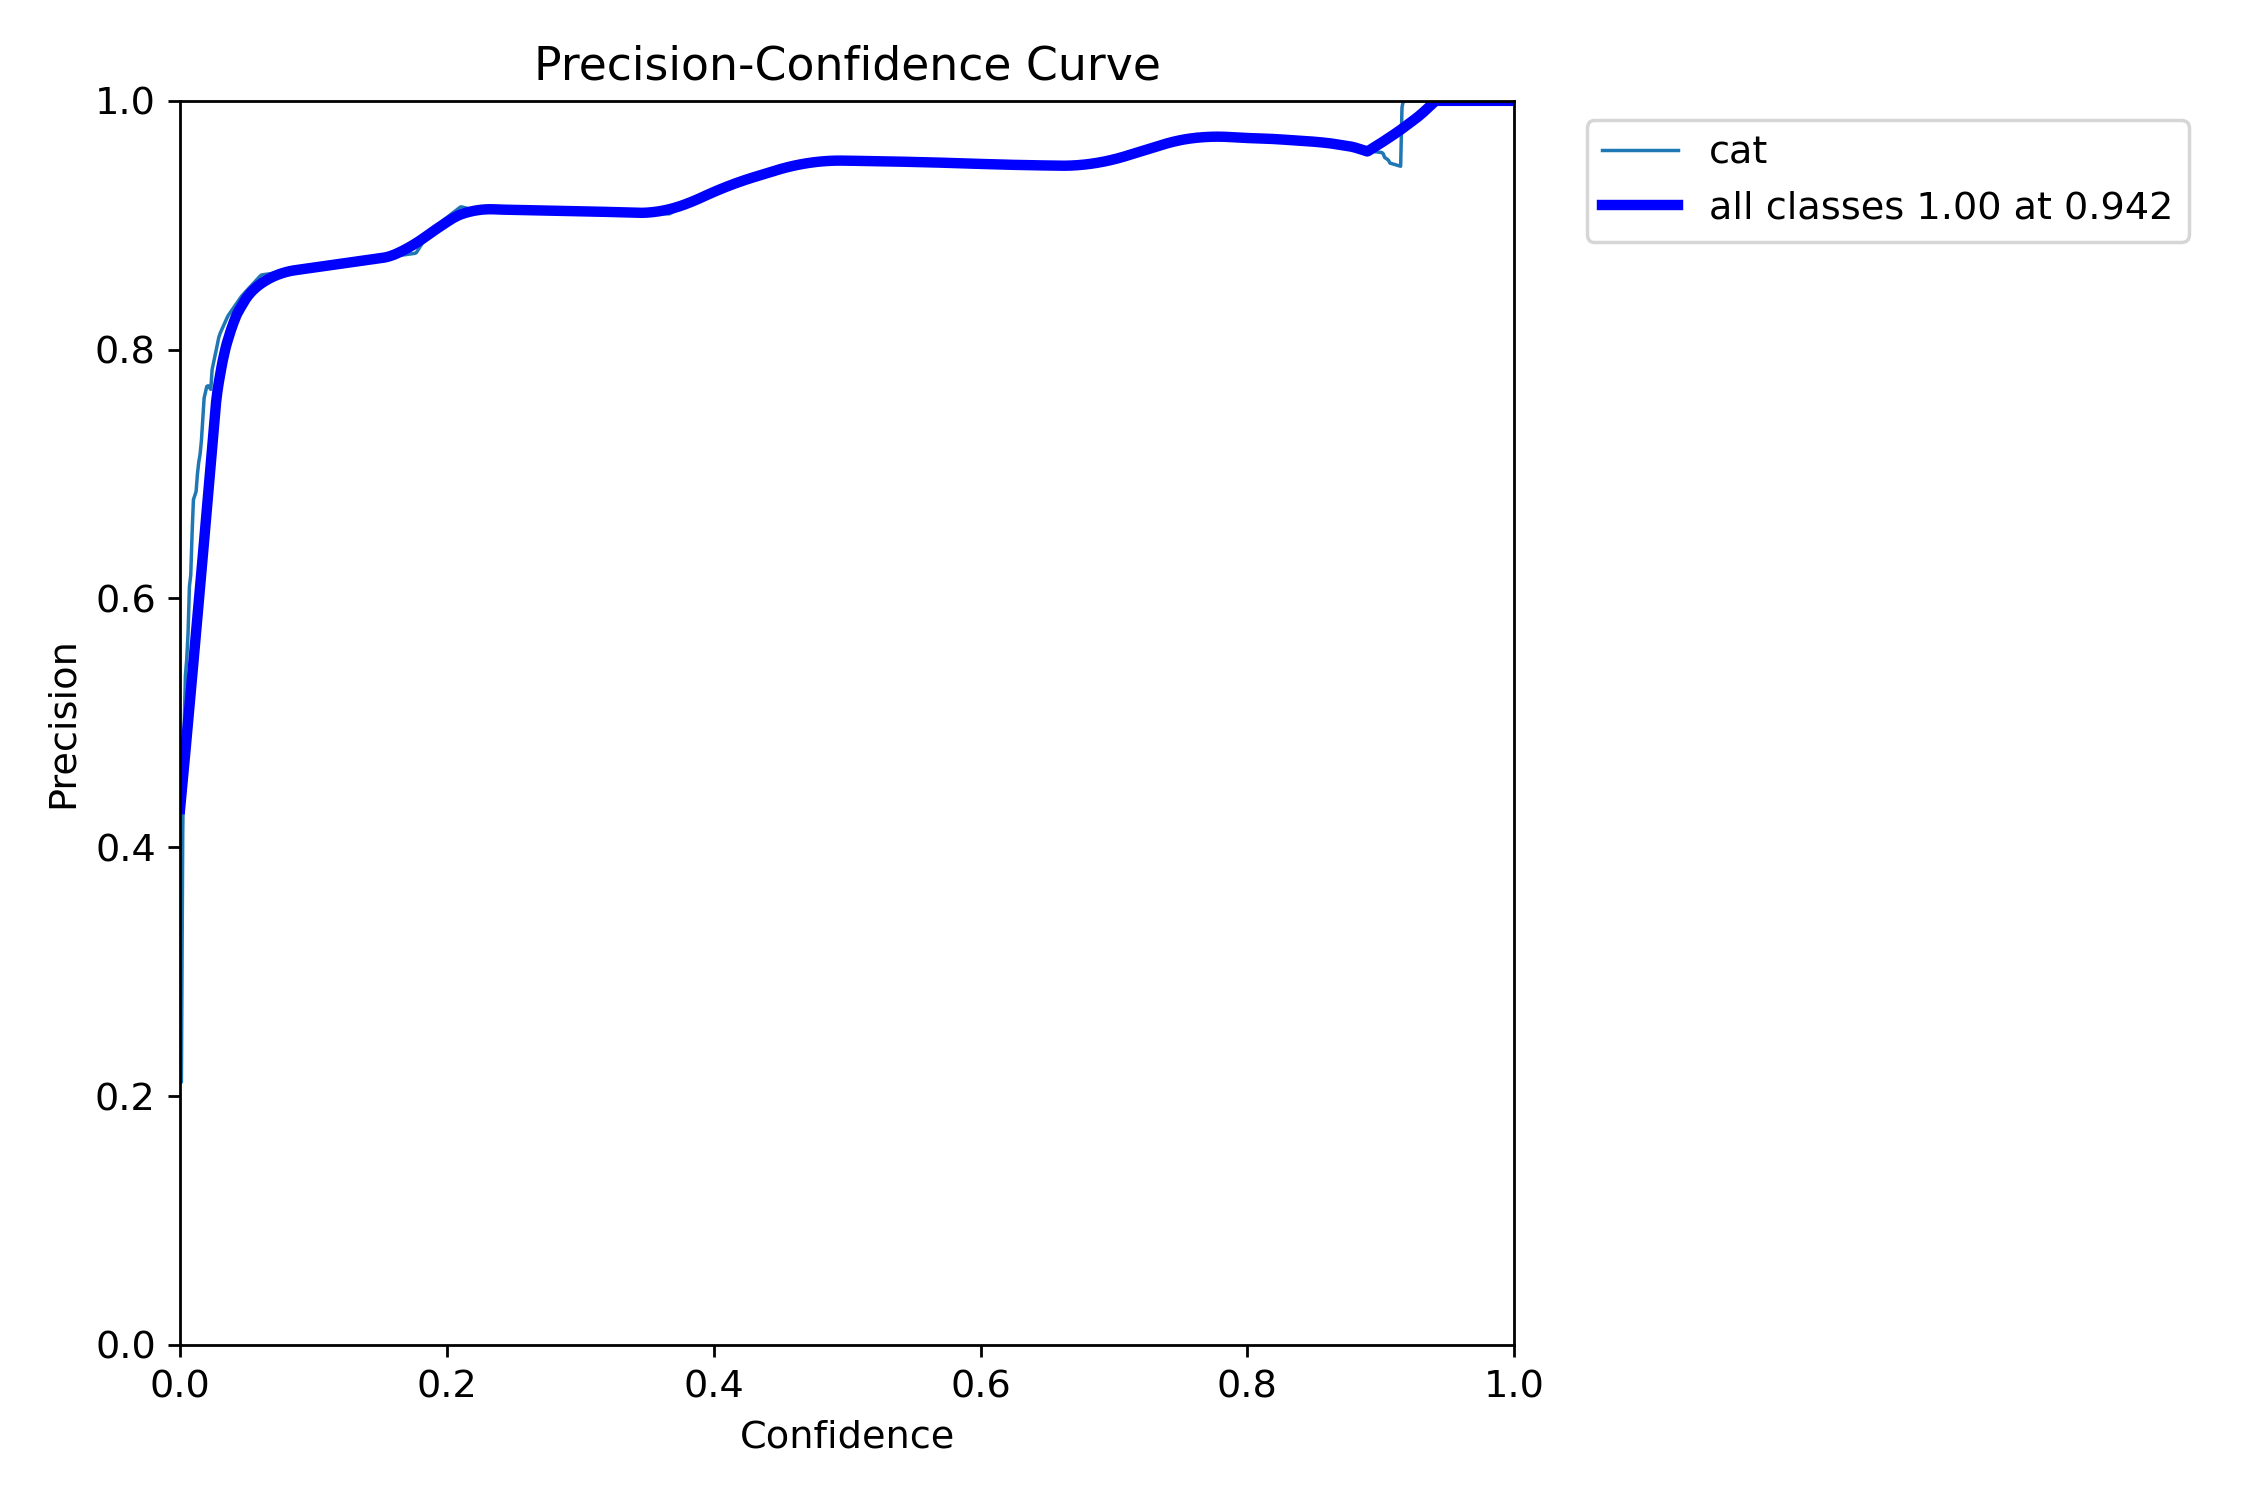 Precision-Confidence Curve
cat
all classes 1.00 at 0.942
Precision
1.0
0.8
0.6
0.4
0.2
0.0
0.0 0.2 0.4 0.6 0.8 1.0
Confidence